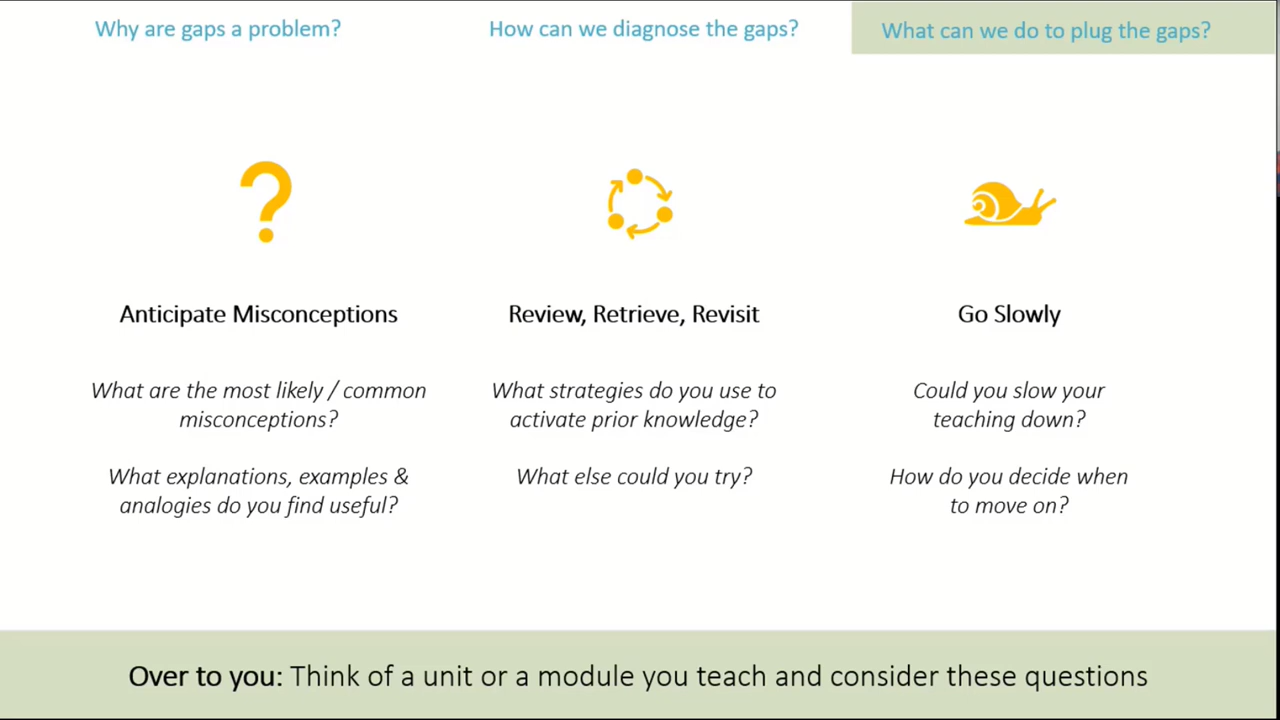 Why are gaps a problem?
How can we diagnose the gaps?
What can we do to plug the gaps?
Anticipate Misconceptions
What are the most likely / common
misconceptions?
What explanations, examples &
analogies do you find useful?
Review, Retrieve, Revisit
What strategies do you use to
activate prior knowledge?
What else could you try?
Go Slowly
Could you slow your
teaching down?
How do you decide when
to move on?
Over to you: Think of a unit or a module you teach and consider these questions